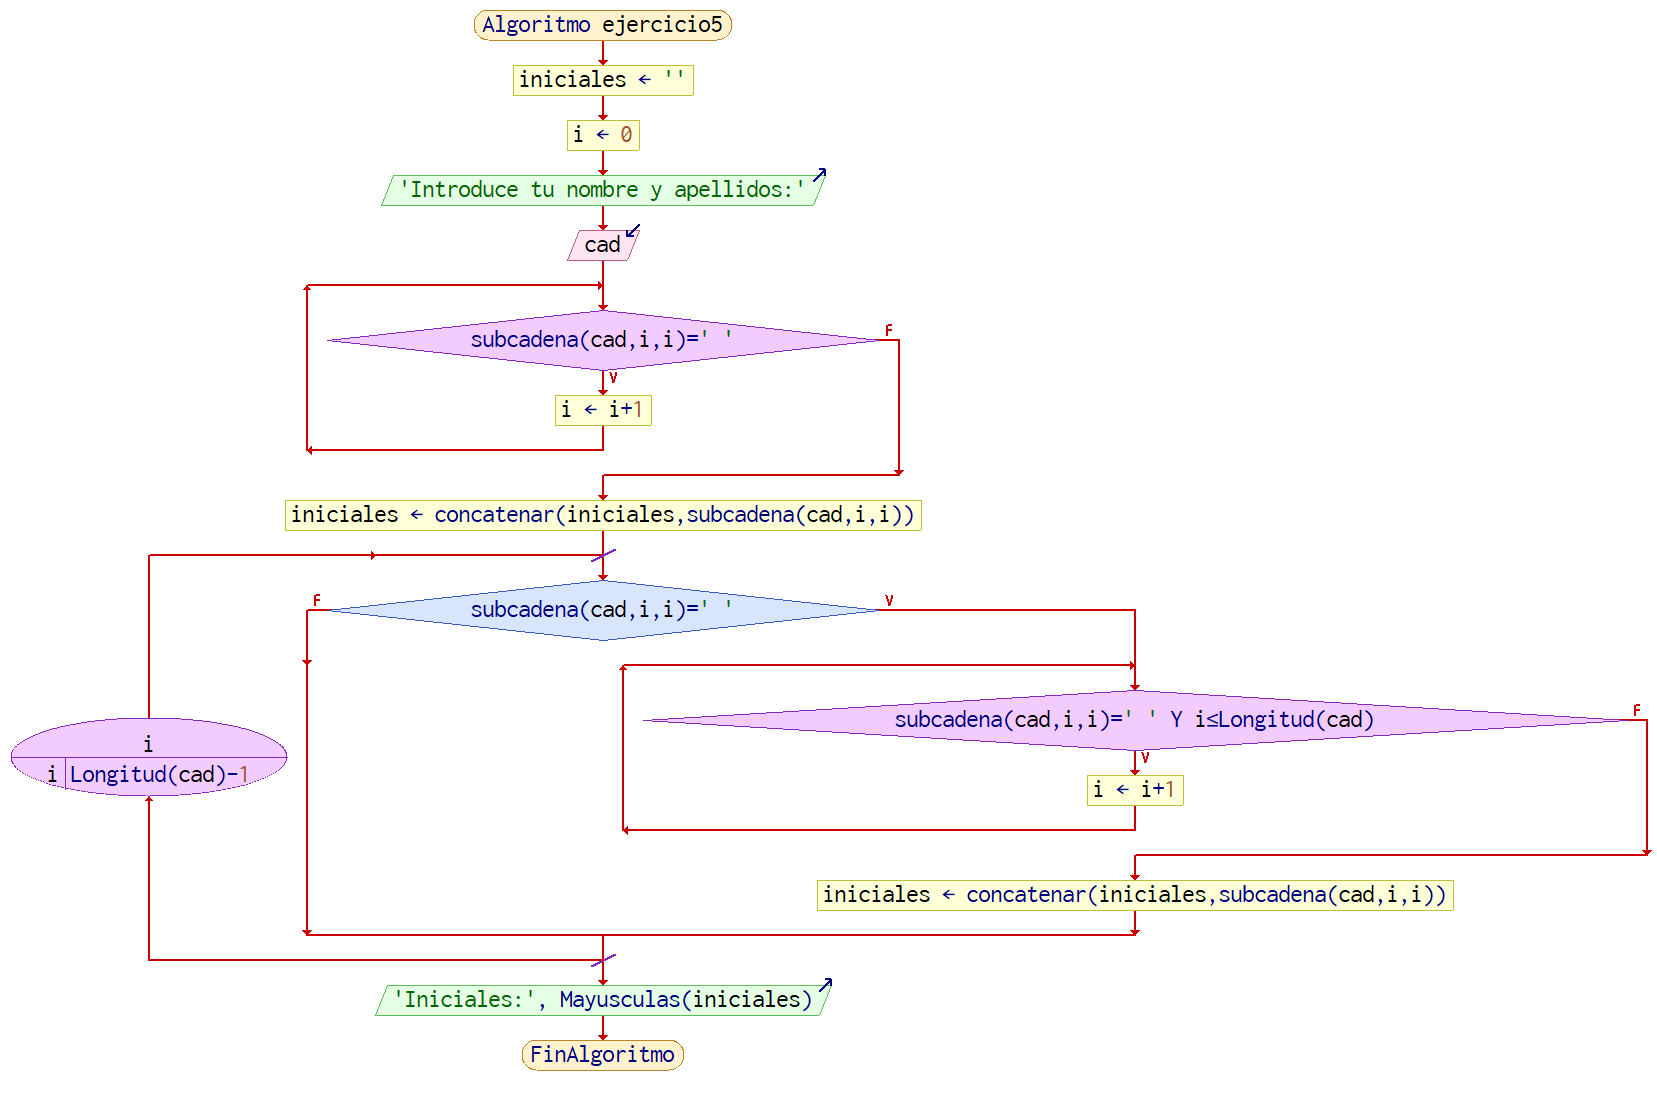 Algoritmo ejercicio5
iniciales ← ''
i ← 0
'Introduce tu nombre y apellidos:'
cad
subcadena(cad,i,i)=' '
F
V
i ← i+1
iniciales ← concatenar(iniciales,subcadena(cad,i,i))
F
subcadena(cad,i,i)=' '
V
subcadena(cad,i,i)=' ' Y i≤Longitud(cad)
F
V
i ← i+1
i
i Longitud(cad)-1
iniciales ← concatenar(iniciales,subcadena(cad,i,i))
'Iniciales:', Mayusculas(iniciales)
FinAlgoritmo